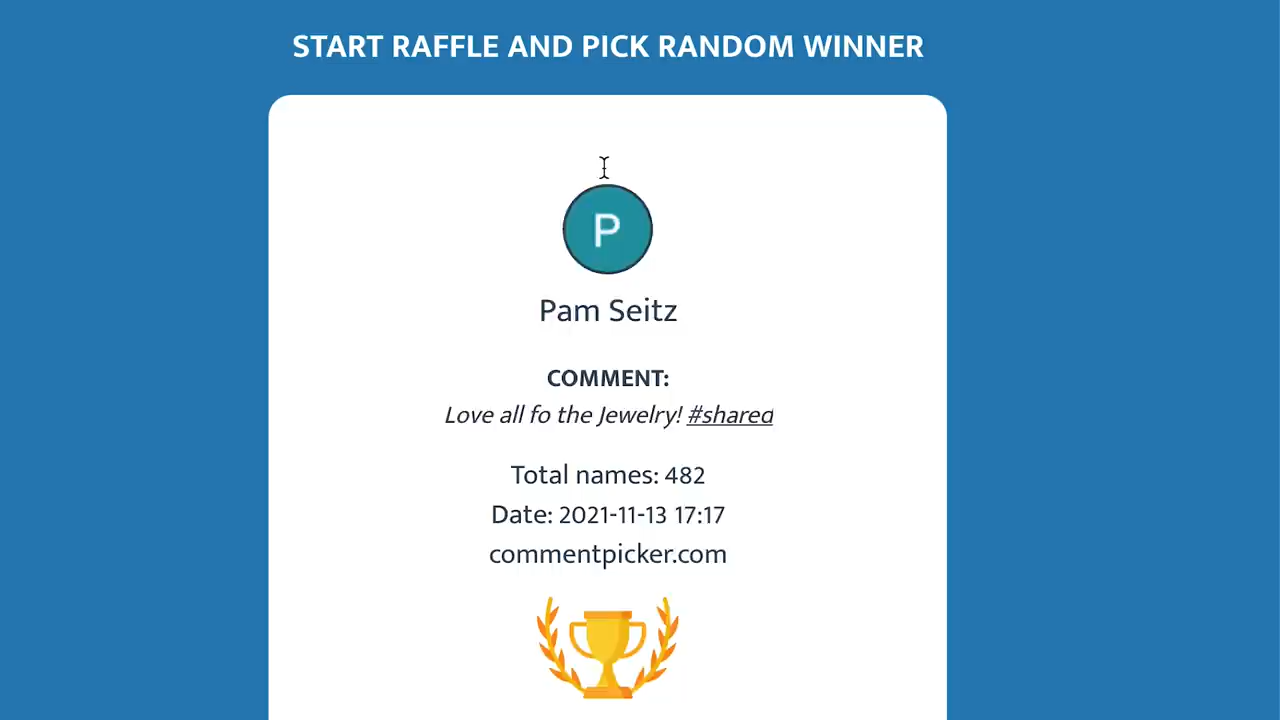 START RAFFLE AND PICK RANDOM WINNER
P
Pam Seitz
COMMENT:
Love all fo the Jewelry! #shared
Total names: 482
Date: 2021-11-13 17:17
commentpicker.com